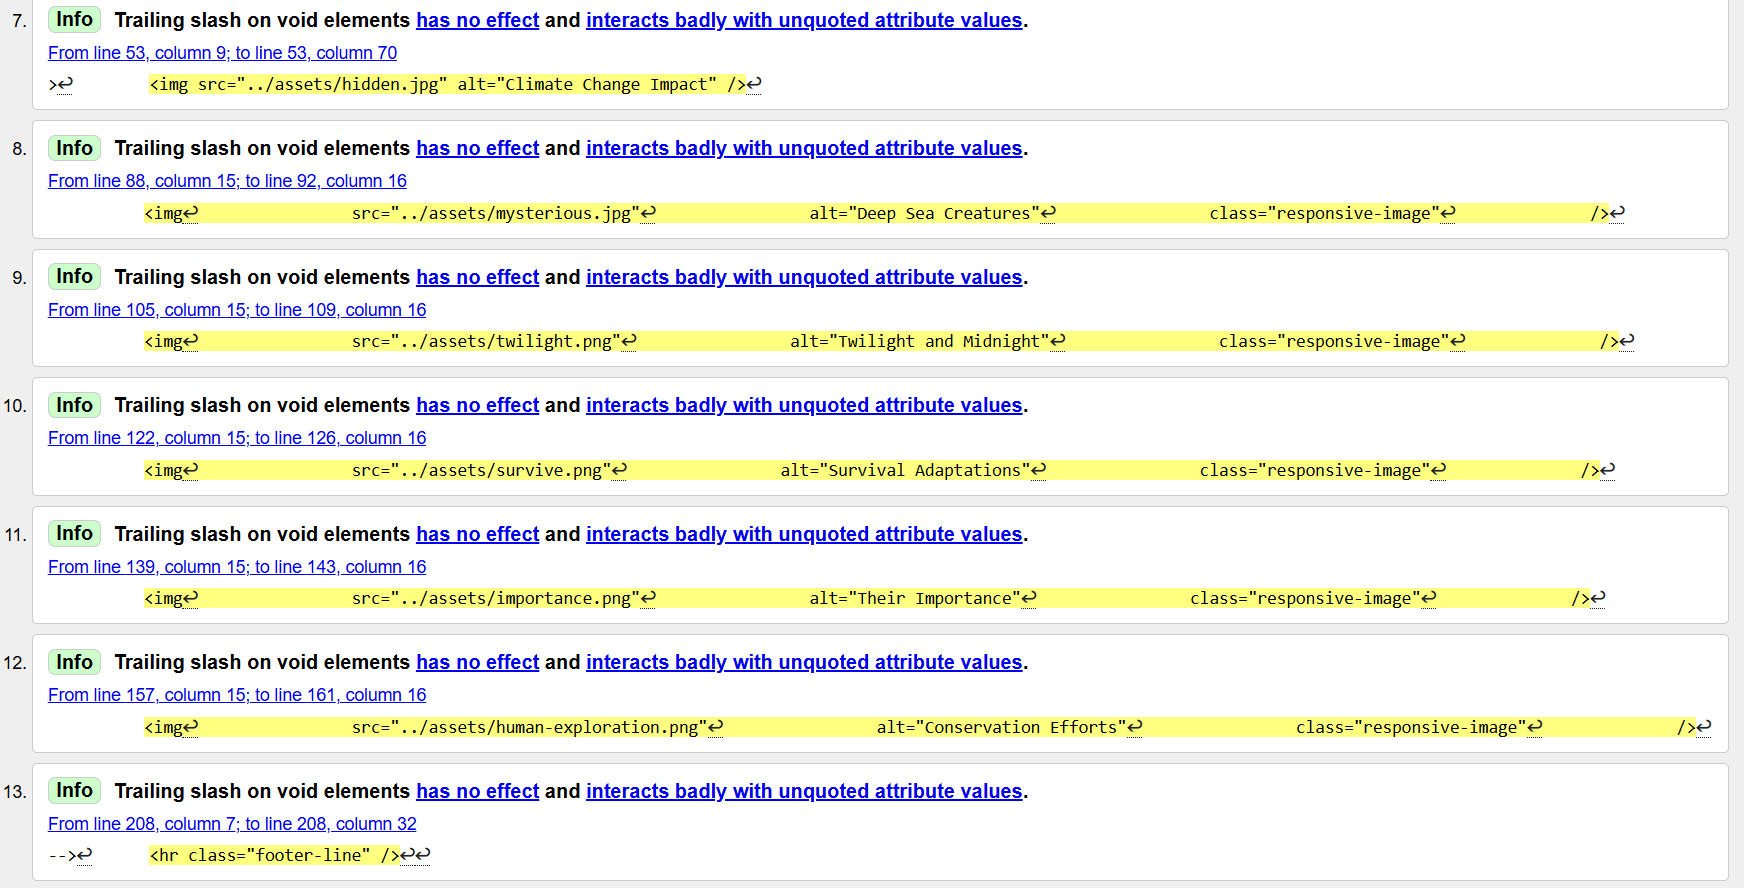 7. Info Trailing slash on void elements has no effect and interacts badly with unquoted attribute values.
From line 53, column 9; to line 53, column 70
>↩        <img src="../assets/hidden.jpg" alt="Climate Change Impact" />↩
8. Info Trailing slash on void elements has no effect and interacts badly with unquoted attribute values.
From line 88, column 15; to line 92, column 16
<img↩                src="../assets/mysterious.jpg"↩                alt="Deep Sea Creatures"↩                class="responsive-image"↩              />↩
9. Info Trailing slash on void elements has no effect and interacts badly with unquoted attribute values.
From line 105, column 15; to line 109, column 16
<img↩                src="../assets/twilight.png"↩                alt="Twilight and Midnight"↩                class="responsive-image"↩              />↩
10. Info Trailing slash on void elements has no effect and interacts badly with unquoted attribute values.
From line 122, column 15; to line 126, column 16
<img↩                src="../assets/survive.png"↩                alt="Survival Adaptations"↩                class="responsive-image"↩              />↩
11. Info Trailing slash on void elements has no effect and interacts badly with unquoted attribute values.
From line 139, column 15; to line 143, column 16
<img↩                src="../assets/importance.png"↩                alt="Their Importance"↩                class="responsive-image"↩              />↩
12. Info Trailing slash on void elements has no effect and interacts badly with unquoted attribute values.
From line 157, column 15; to line 161, column 16
<img↩                src="../assets/human-exploration.png"↩                alt="Conservation Efforts"↩                class="responsive-image"↩              />↩
13. Info Trailing slash on void elements has no effect and interacts badly with unquoted attribute values.
From line 208, column 7; to line 208, column 32
-->↩      <hr class="footer-line" />↩↩